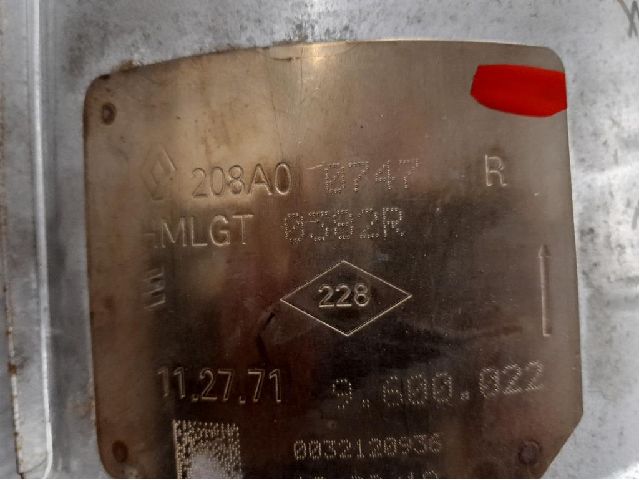 208A0 0747 R
HMLGT 0382R
E
228
11.27.71 9.600.022
0032120936